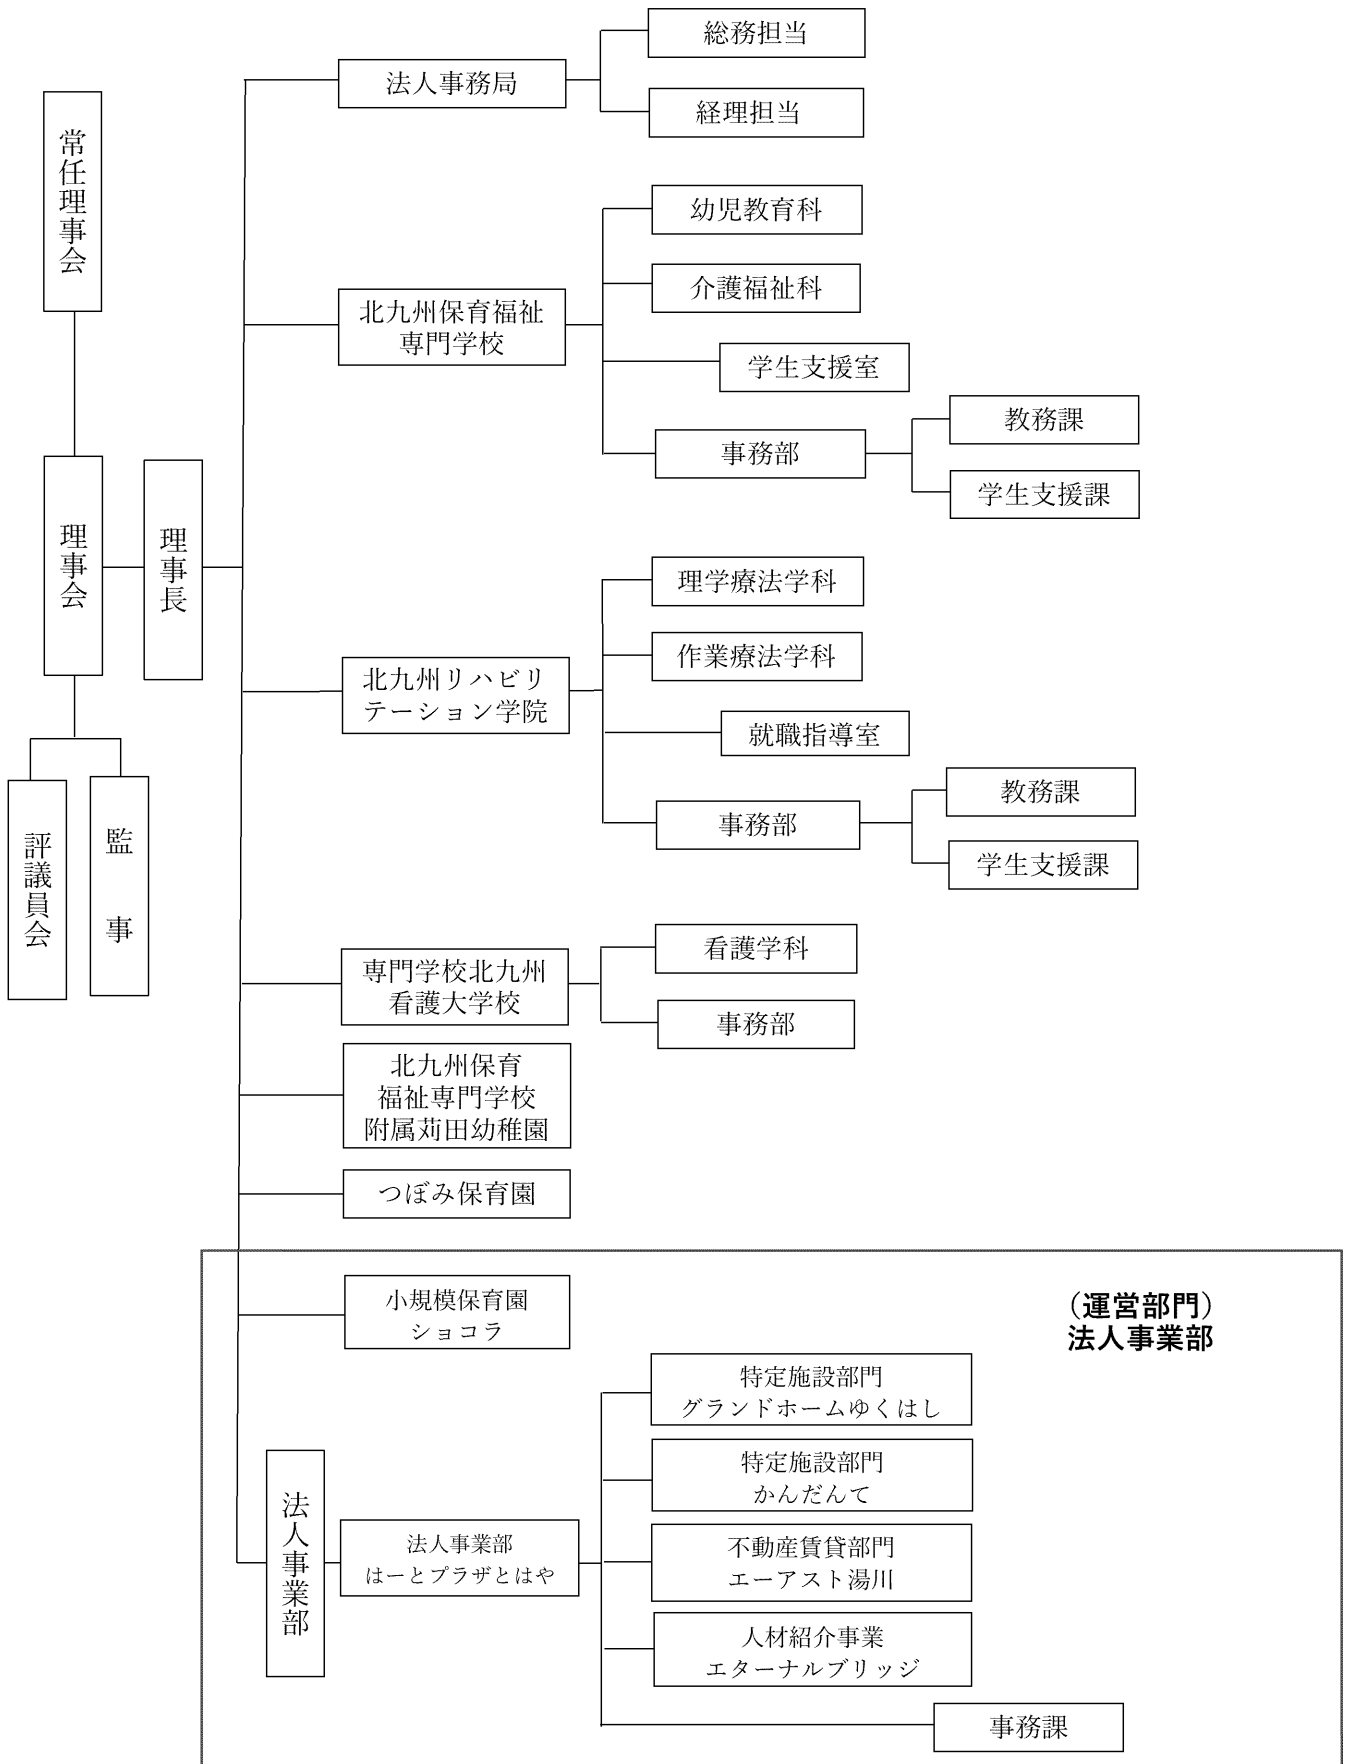 常任理事会
理事会
理事長
評議員会
監事
法人事務局
総務担当
経理担当
北九州保育福祉
専門学校
幼児教育科
介護福祉科
学生支援室
事務部
教務課
学生支援課
北九州リハビリ
テーション学院
理学療法学科
作業療法学科
就職指導室
事務部
教務課
学生支援課
専門学校北九州
看護大学校
看護学科
事務部
北九州保育
福祉専門学校
附属苅田幼稚園
つぼみ保育園
(運営部門)
法人事業部
小規模保育園
ショコラ
法人事業部
法人事業部
はーとプラザとはや
特定施設部門
グランドホームゆくはし
特定施設部門
かんだんて
不動産賃貸部門
エーアスト湯川
人材紹介事業
エターナルブリッジ
事務課